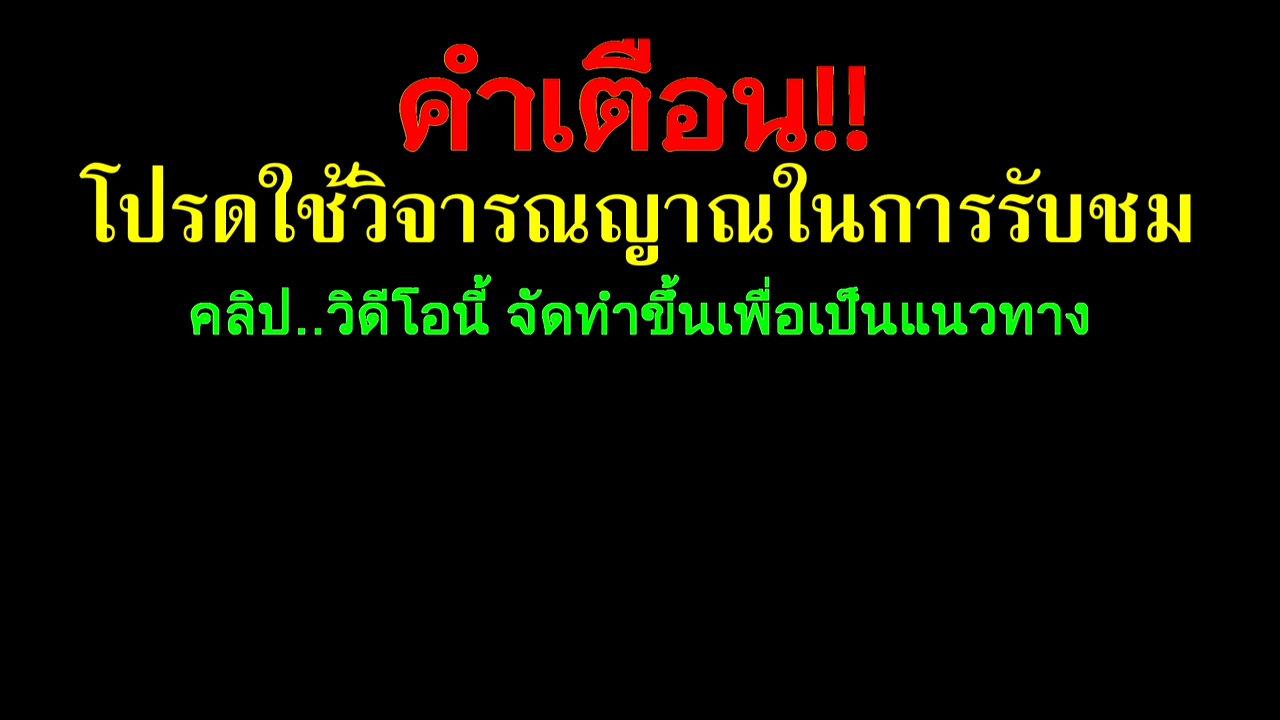 คำเตือน!!
โปรดใช้วิจารณญาณในการรับชม
คลิป..วิดีโอนี้ จัดทำขึ้นเพื่อเป็นแนวทาง